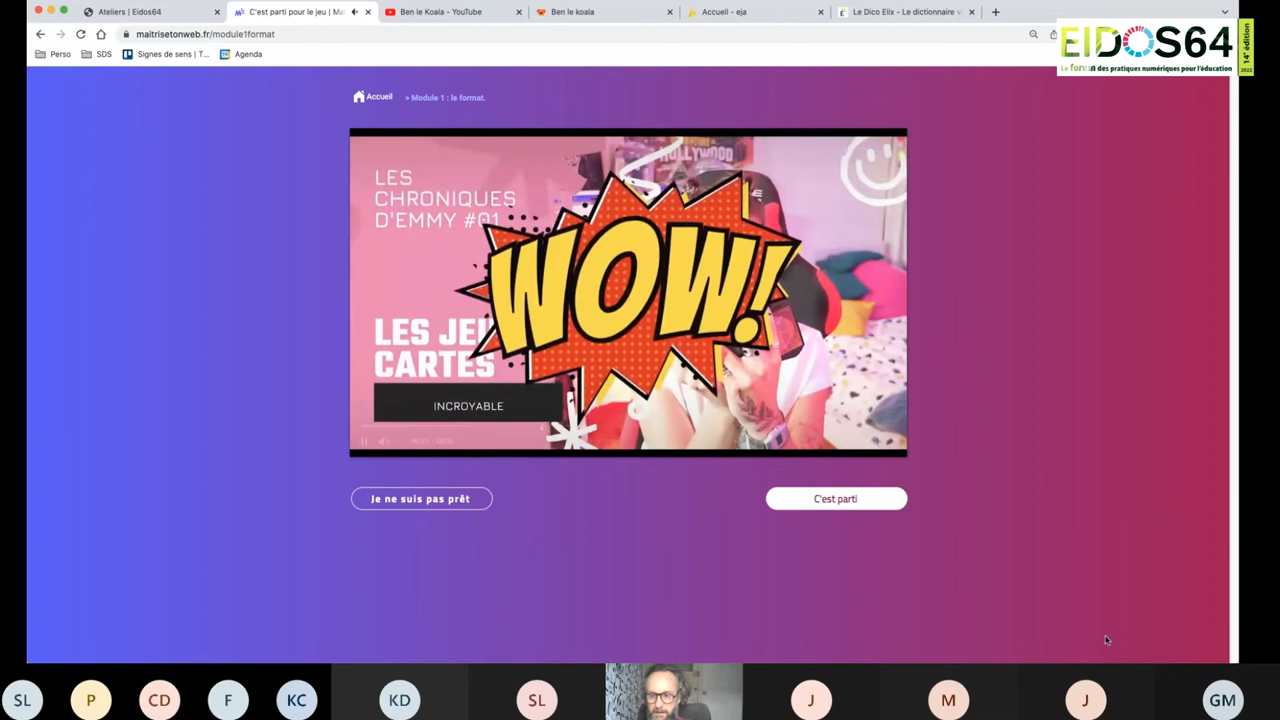 Ateliers | Eidos64
C'est parti pour le jeu | Ma
Ben le Koala - YouTube
Ben le koala
Accueil - eja
Le Dico Elix - Le dictionnaire v
maitrisetonweb.fr/module1format
Perso
SDS
Signes de sens | T...
Agenda
EIDOS64
Le forum des pratiques numériques pour l'éducation
14e édition
2022
Accueil
> Module 1 : le format.
HOLLYWOOD
LES
CHRONIQUES
D'EMMY #01
WOW!
LES JEU
CARTES
INCROYABLE
Je ne suis pas prêt
C'est parti
SL
P
CD
F
KC
KD
SL
J
M
J
GM